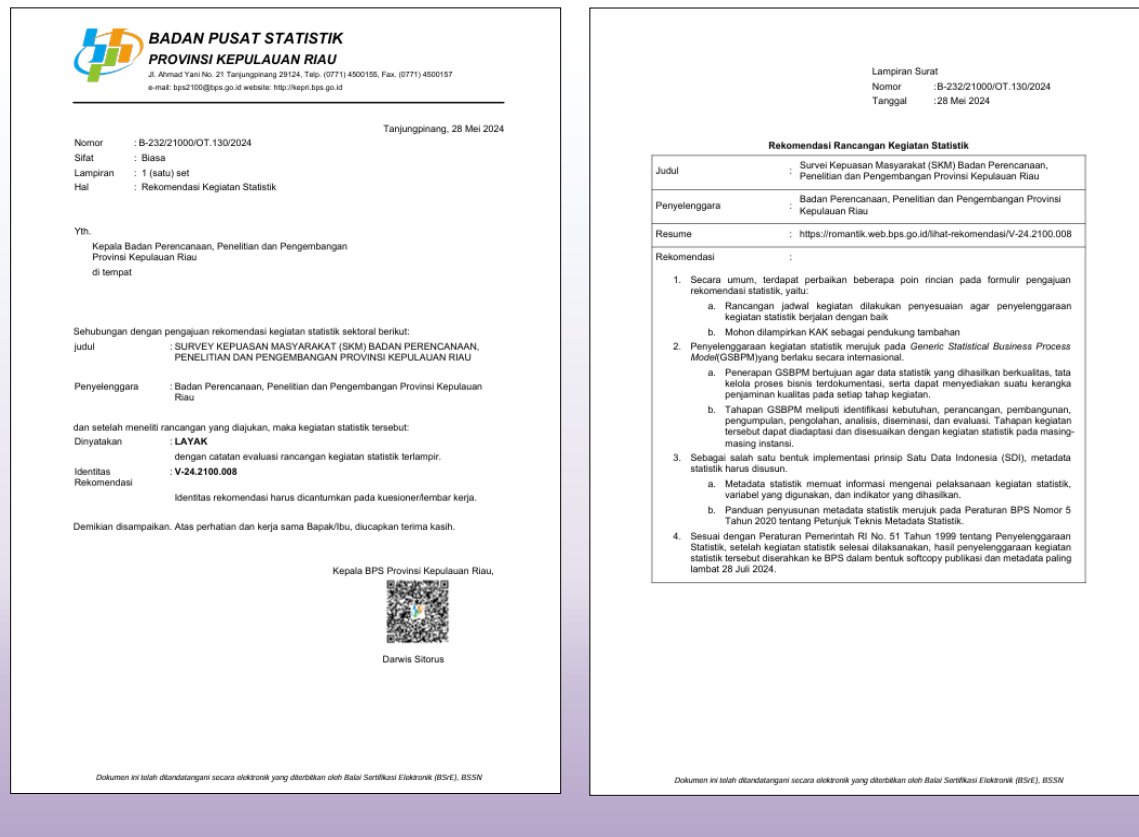 BADAN PUSAT STATISTIK
PROVINSI KEPULAUAN RIAU
Jl. Ahmad Yani No. 21 Tanjungpinang 29124, Telp. (0771) 4500155, Fax. (0771) 4500157
e-mail: bps2100@bps.go.id website: http://kepri.bps.go.id
Tanjungpinang, 28 Mei 2024
Nomor : B-232/21000/OT.130/2024
Sifat : Biasa
Lampiran : 1 (satu) set
Hal : Rekomendasi Kegiatan Statistik
Yth.
Kepala Badan Perencanaan, Penelitian dan Pengembangan
Provinsi Kepulauan Riau
di tempat
Sehubungan dengan pengajuan rekomendasi kegiatan statistik sektoral berikut:
judul : SURVEY KEPUASAN MASYARAKAT (SKM) BADAN PERENCANAAN,
PENELITIAN DAN PENGEMBANGAN PROVINSI KEPULAUAN RIAU
Penyelenggara : Badan Perencanaan, Penelitian dan Pengembangan Provinsi Kepulauan
Riau
dan setelah meneliti rancangan yang diajukan, maka kegiatan statistik tersebut:
Dinyatakan : LAYAK
dengan catatan evaluasi rancangan kegiatan statistik terlampir.
Identitas : V-24.2100.008
Rekomendasi
Identitas rekomendasi harus dicantumkan pada kuesioner/lembar kerja.
Demikian disampaikan. Atas perhatian dan kerja sama Bapak/Ibu, diucapkan terima kasih.
Kepala BPS Provinsi Kepulauan Riau,
Darwis Sitorus
Dokumen ini telah ditandatangani secara elektronik yang diterbitkan oleh Balai Sertifikasi Elektronik (BSrE), BSSN
Lampiran Surat
Nomor :B-232/21000/OT.130/2024
Tanggal :28 Mei 2024
Rekomendasi Rancangan Kegiatan Statistik
Judul : Survei Kepuasan Masyarakat (SKM) Badan Perencanaan,
Penelitian dan Pengembangan Provinsi Kepulauan Riau
Penyelenggara : Badan Perencanaan, Penelitian dan Pengembangan Provinsi
Kepulauan Riau
Resume : https://romantik.web.bps.go.id/lihat-rekomendasi/V-24.2100.008
Rekomendasi :
1. Secara umum, terdapat perbaikan beberapa poin rincian pada formulir pengajuan
rekomendasi statistik, yaitu:
a. Rancangan jadwal kegiatan dilakukan penyesuaian agar penyelenggaraan
kegiatan statistik berjalan dengan baik
b. Mohon dilampirkan KAK sebagai pendukung tambahan
2. Penyelenggaraan kegiatan statistik merujuk pada Generic Statistical Business Process
Model(GSBPM)yang berlaku secara internasional.
a. Penerapan GSBPM bertujuan agar data statistik yang dihasilkan berkualitas, tata
kelola proses bisnis terdokumentasi, serta dapat menyediakan suatu kerangka
penjaminan kualitas pada setiap tahap kegiatan.
b. Tahapan GSBPM meliputi identifikasi kebutuhan, perancangan, pembangunan,
pengumpulan, pengolahan, analisis, diseminasi, dan evaluasi. Tahapan kegiatan
tersebut dapat diadaptasi dan disesuaikan dengan kegiatan statistik pada masing-
masing instansi.
3. Sebagai salah satu bentuk implementasi prinsip Satu Data Indonesia (SDI), metadata
statistik harus disusun.
a. Metadata statistik memuat informasi mengenai pelaksanaan kegiatan statistik,
variabel yang digunakan, dan indikator yang dihasilkan.
b. Panduan penyusunan metadata statistik merujuk pada Peraturan BPS Nomor 5
Tahun 2020 tentang Petunjuk Teknis Metadata Statistik.
4. Sesuai dengan Peraturan Pemerintah RI No. 51 Tahun 1999 tentang Penyelenggaraan
Statistik, setelah kegiatan statistik selesai dilaksanakan, hasil penyelenggaraan kegiatan
statistik tersebut diserahkan ke BPS dalam bentuk softcopy publikasi dan metadata paling
lambat 28 Juli 2024.
Dokumen ini telah ditandatangani secara elektronik yang diterbitkan oleh Balai Sertifikasi Elektronik (BSrE), BSSN